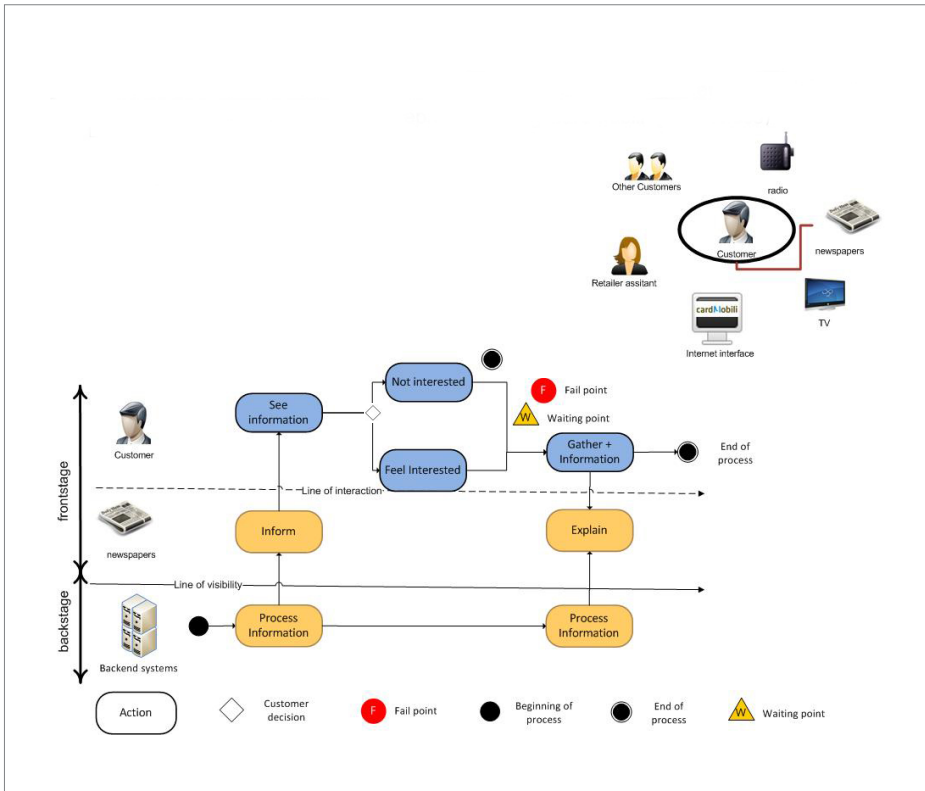 Other Customers
radio
Customer
newspapers
Retailer assitant
cardMobili
TV
Internet interface
frontstage
backstage
Customer
See
information
Not interested
Feel Interested
F
Fail point
W
Waiting point
Gather +
Information
End of
process
Line of interaction
newspapers
Inform
Explain
Line of visibility
Backend systems
Process
Information
Process
Information
Action
Customer
decision
F
Fail point
Beginning of
process
End of
process
W
Waiting point